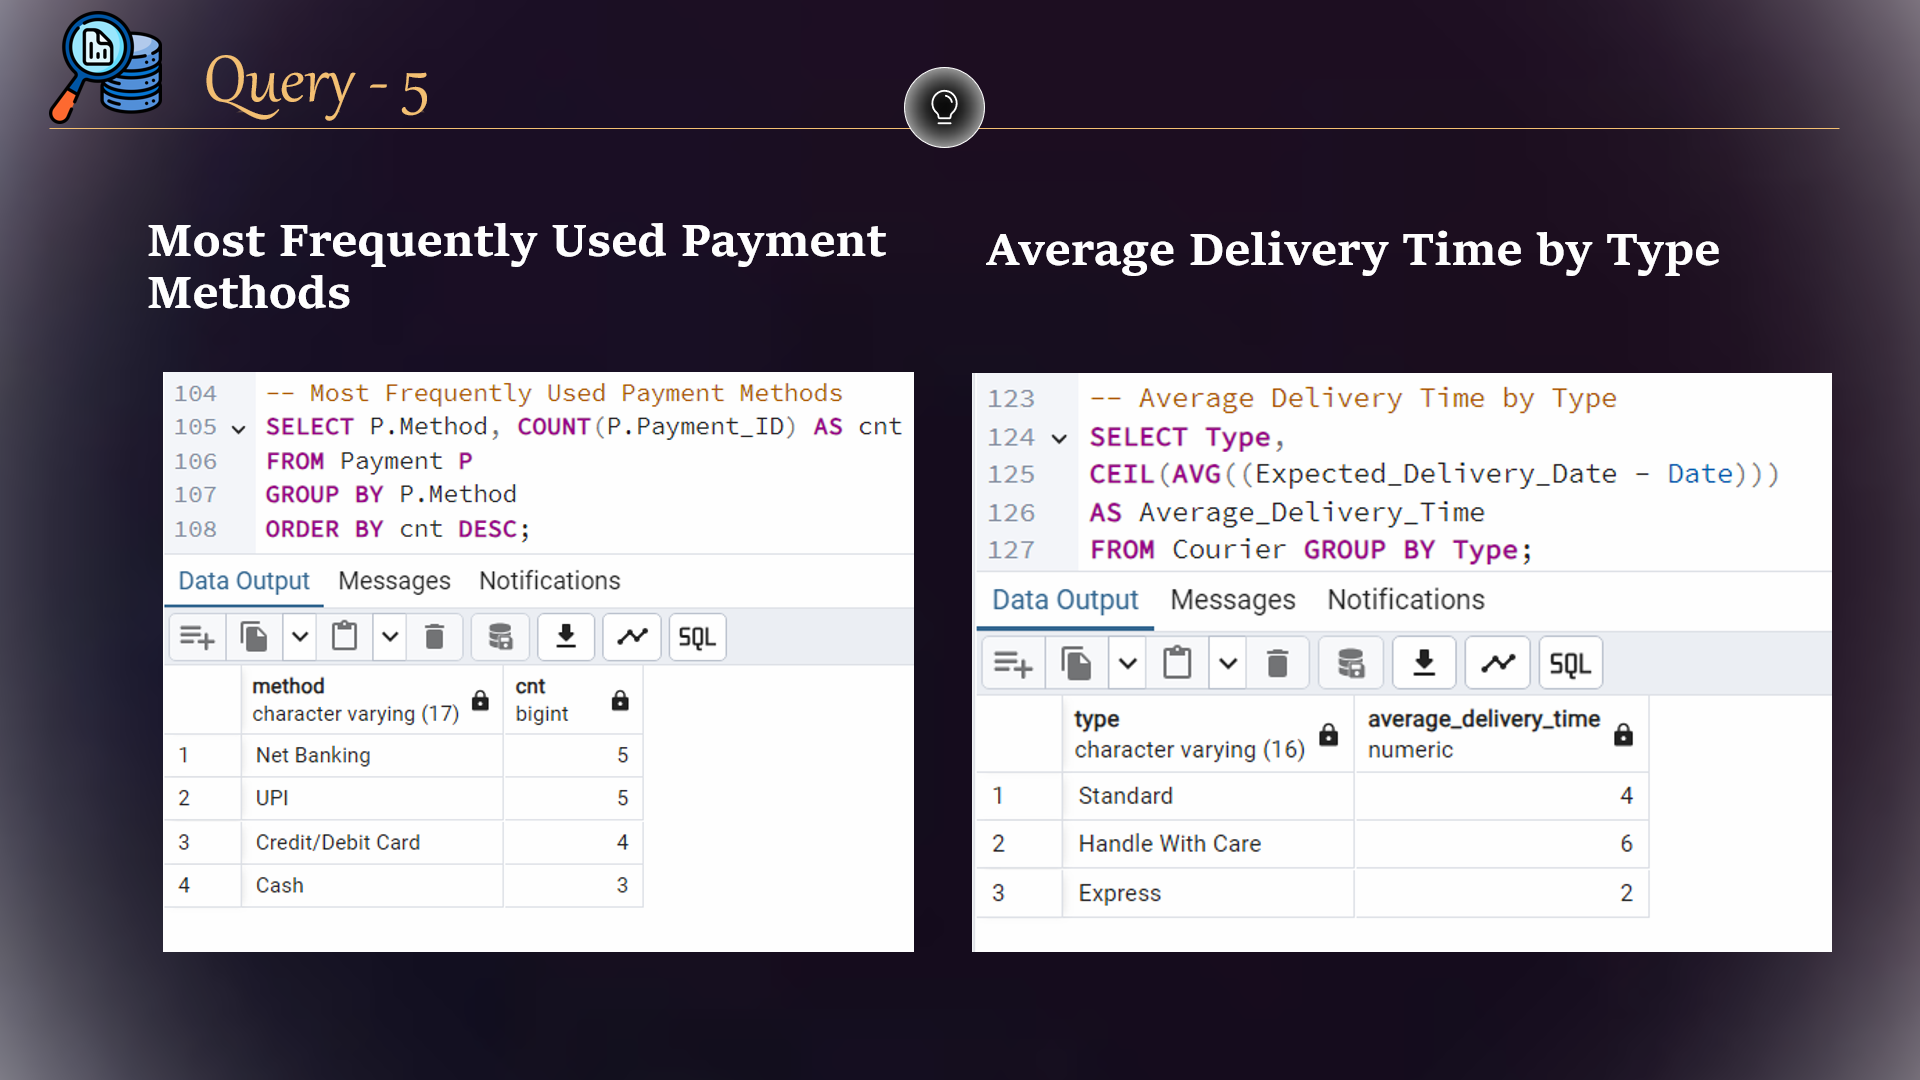 Query - 5
Most Frequently Used Payment
Methods
104 -- Most Frequently Used Payment Methods
105 SELECT P.Method, COUNT(P.Payment_ID) AS cnt
106 FROM Payment P
107 GROUP BY P.Method
108 ORDER BY cnt DESC;
Data Output Messages Notifications
SQL
method cnt
character varying (17) bigint
1 Net Banking 5
2 UPI 5
3 Credit/Debit Card 4
4 Cash 3
Average Delivery Time by Type
123 -- Average Delivery Time by Type
124 SELECT Type,
125 CEIL(AVG((Expected_Delivery_Date - Date)))
126 AS Average_Delivery_Time
127 FROM Courier GROUP BY Type;
Data Output Messages Notifications
SQL
type average_delivery_time
character varying (16) numeric
1 Standard 4
2 Handle With Care 6
3 Express 2